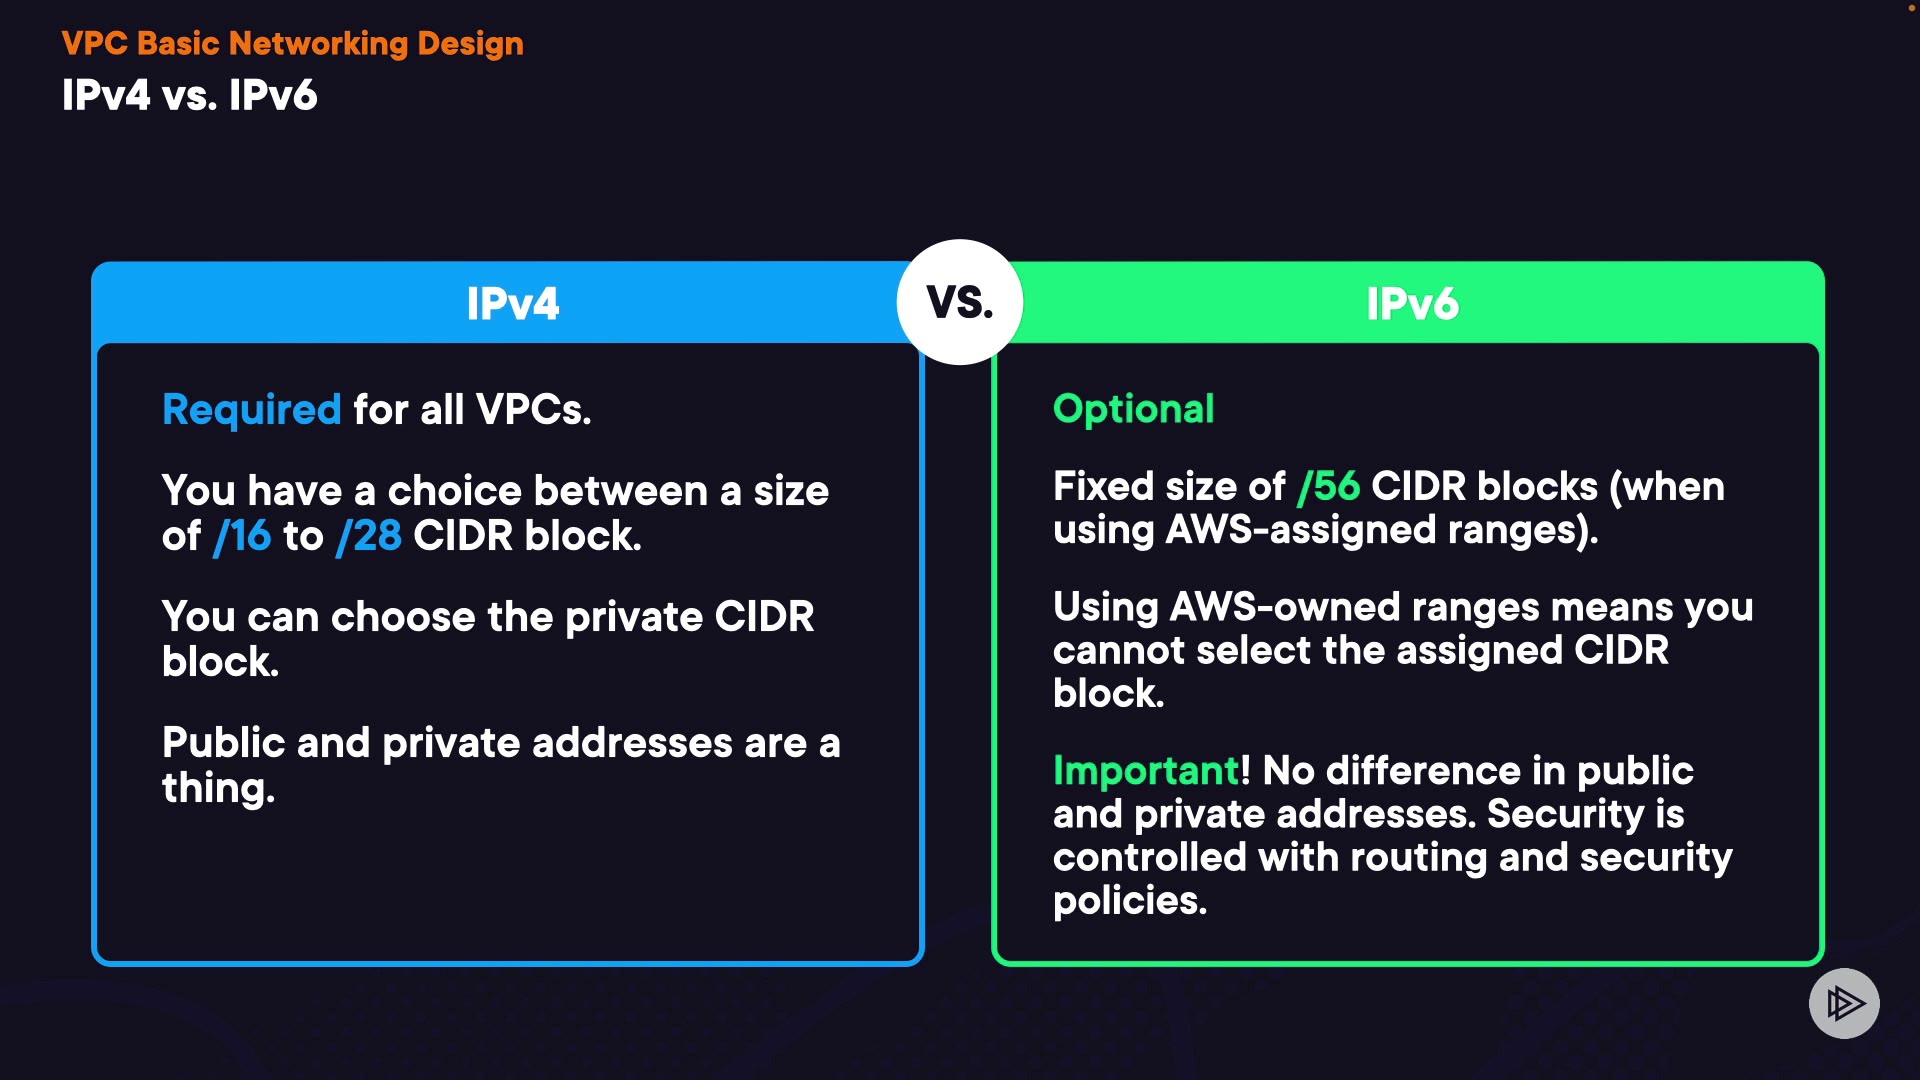 VPC Basic Networking Design
IPv4 vs. IPv6
IPv4
VS.
IPv6
Required for all VPCs.
You have a choice between a size
of /16 to /28 CIDR block.
You can choose the private CIDR
block.
Public and private addresses are a
thing.
Optional
Fixed size of /56 CIDR blocks (when
using AWS-assigned ranges).
Using AWS-owned ranges means you
cannot select the assigned CIDR
block.
Important! No difference in public
and private addresses. Security is
controlled with routing and security
policies.